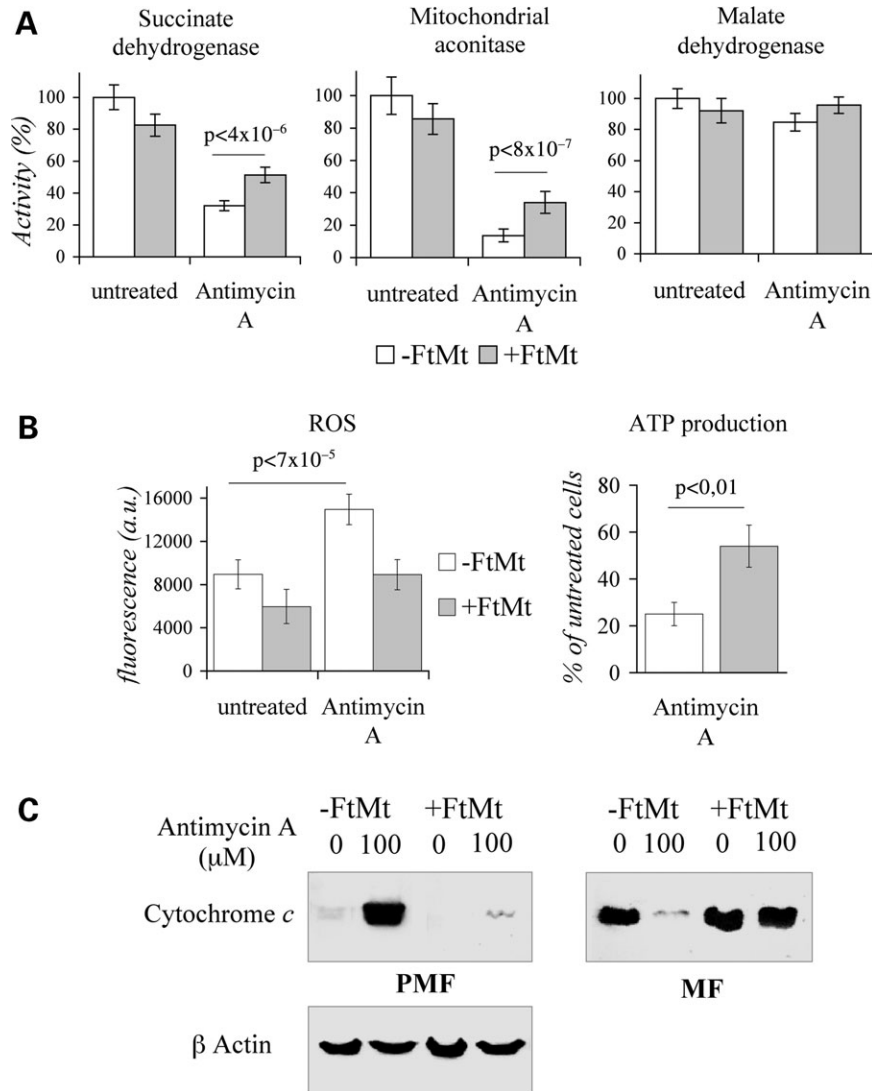 A
Succinate
dehydrogenase
Mitochondrial
aconitase
Malate
dehydrogenase
Activity (%)
100
80
60
40
20
0
p<4x10⁻⁶
untreated
Antimycin
A
100
80
60
40
20
0
p<8x10⁻⁷
untreated
Antimycin
A
100
80
60
40
20
0
untreated
Antimycin
A
-FtMt +FtMt
B
ROS
fluorescence (a.u.)
16000
12000
8000
4000
0
p<7x10⁻⁵
untreated
Antimycin
A
-FtMt
+FtMt
ATP production
% of untreated cells
80
60
40
20
0
p<0,01
Antimycin
A
C
-FtMt +FtMt -FtMt +FtMt
Antimycin A
(μM)
0 100 0 100 0 100 0 100
Cytochrome c
PMF MF
β Actin